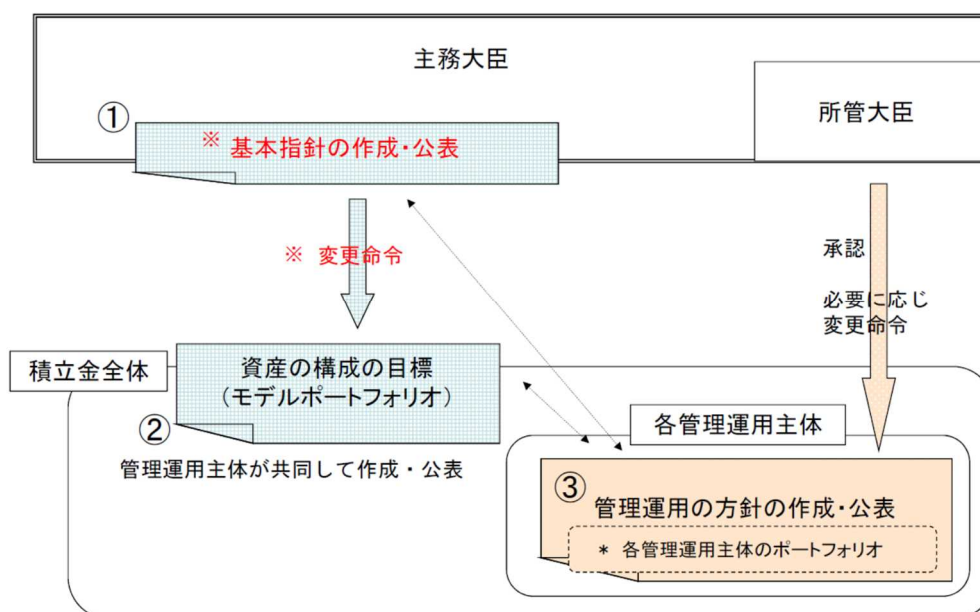 主務大臣
所管大臣
①
※ 基本指針の作成・公表
※ 変更命令
承認
必要に応じ
変更命令
積立金全体
資産の構成の目標
（モデルポートフォリオ）
②
管理運用主体が共同して作成・公表
各管理運用主体
③
管理運用の方針の作成・公表
* 各管理運用主体のポートフォリオ